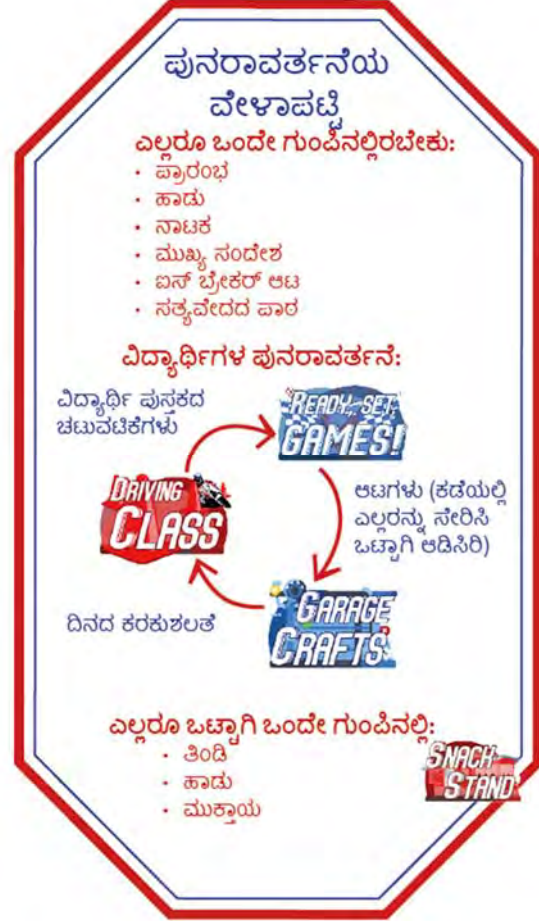 ಪುನರಾವರ್ತನೆಯ
ವೇಳಾಪಟ್ಟಿ
ಎಲ್ಲರೂ ಒಂದೇ ಗುಂಪಿನಲ್ಲಿರಬೇಕು:
• ಪ್ರಾರಂಭ
• ಹಾಡು
• ನಾಟಕ
• ಮುಖ್ಯ ಸಂದೇಶ
• ಐಸ್ ಬ್ರೇಕರ್ ಆಟ
• ಸತ್ಯವೇದದ ಪಾಠ
ವಿದ್ಯಾರ್ಥಿಗಳ ಪುನರಾವರ್ತನೆ:
ವಿದ್ಯಾರ್ಥಿ ಪುಸ್ತಕದ
ಚಟುವಟಿಕೆಗಳು
READY, SET,
GAMES!
DRIVING
CLASS
ಆಟಗಳು (ಕಡೆಯಲ್ಲಿ
ಎಲ್ಲರನ್ನು ಸೇರಿಸಿ
ಒಟ್ಟಾಗಿ ಆಡಿಸಿರಿ)
GARAGE
CRAFTS
ದಿನದ ಕರಕುಶಲತೆ
ಎಲ್ಲರೂ ಒಟ್ಟಾಗಿ ಒಂದೇ ಗುಂಪಿನಲ್ಲಿ:
• ತಿಂಡಿ
• ಹಾಡು
• ಮುಕ್ತಾಯ
SNACK
STAND